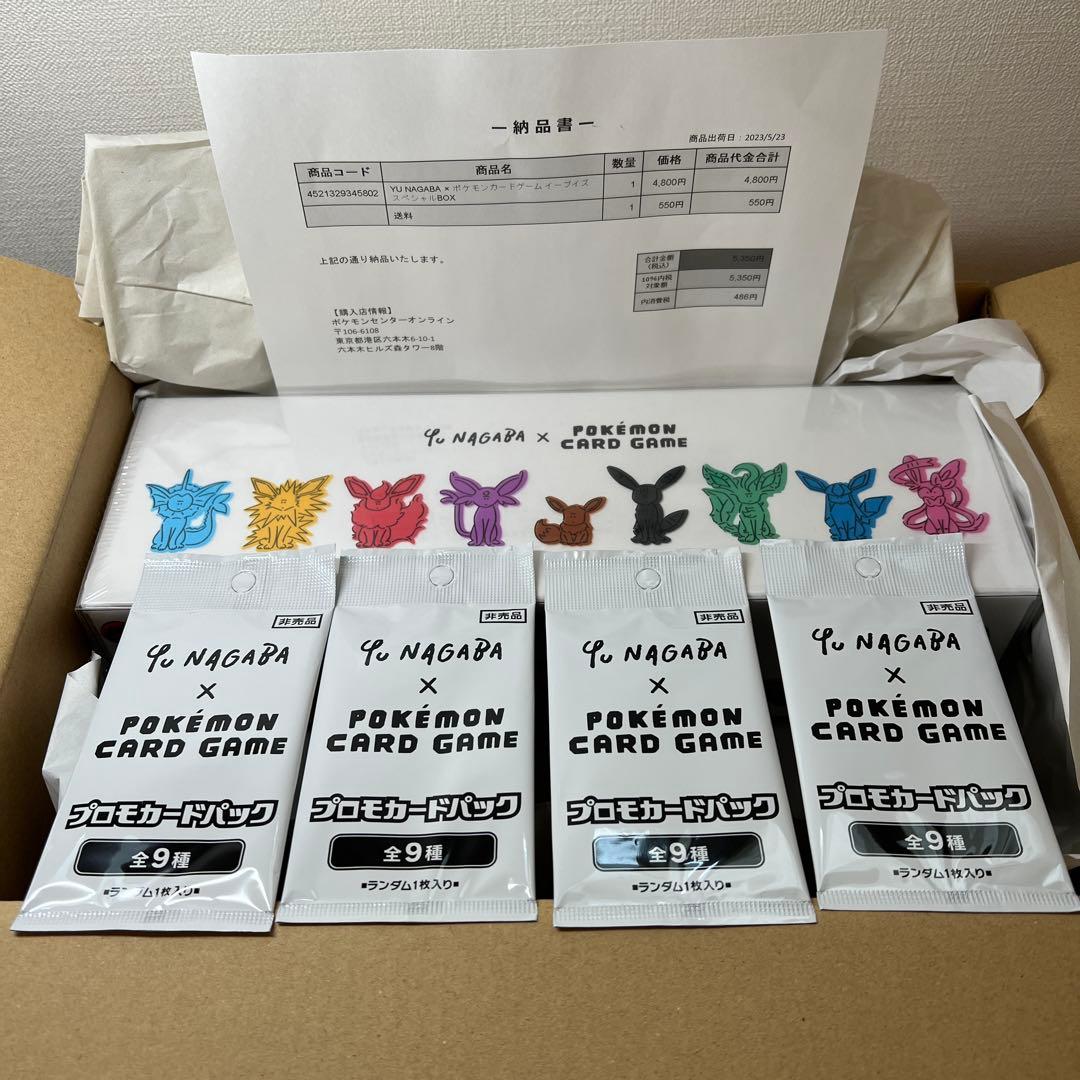 ー納品書ー
商品出荷日：2023/5/23
商品コード 商品名 数量 価格 商品代金合計
4521329345802 YU NAGABA × ポケモンカードゲーム イーブイズ 1 4,800円 4,800円
スペシャルBOX
送料 1 550円 550円
上記の通り納品いたします。
合計金額 5,350円
(税込)
10%内税 5,350円
対象額
内消費税 486円
【購入店情報】
ポケモンセンターオンライン
〒106-6108
東京都港区六本木6-10-1
六本木ヒルズ森タワー8階
YU NAGABA × POKÉMON
CARD GAME
非売品
YU NAGABA
×
POKÉMON
CARD GAME
プロモカードパック
全9種
■ランダム1枚入り■
非売品
YU NAGABA
×
POKÉMON
CARD GAME
プロモカードパック
全9種
■ランダム1枚入り■
非売品
YU NAGABA
×
POKÉMON
CARD GAME
プロモカードパック
全9種
■ランダム1枚入り■
非売品
YU NAGABA
×
POKÉMON
CARD GAME
プロモカードパック
全9種
■ランダム1枚入り■